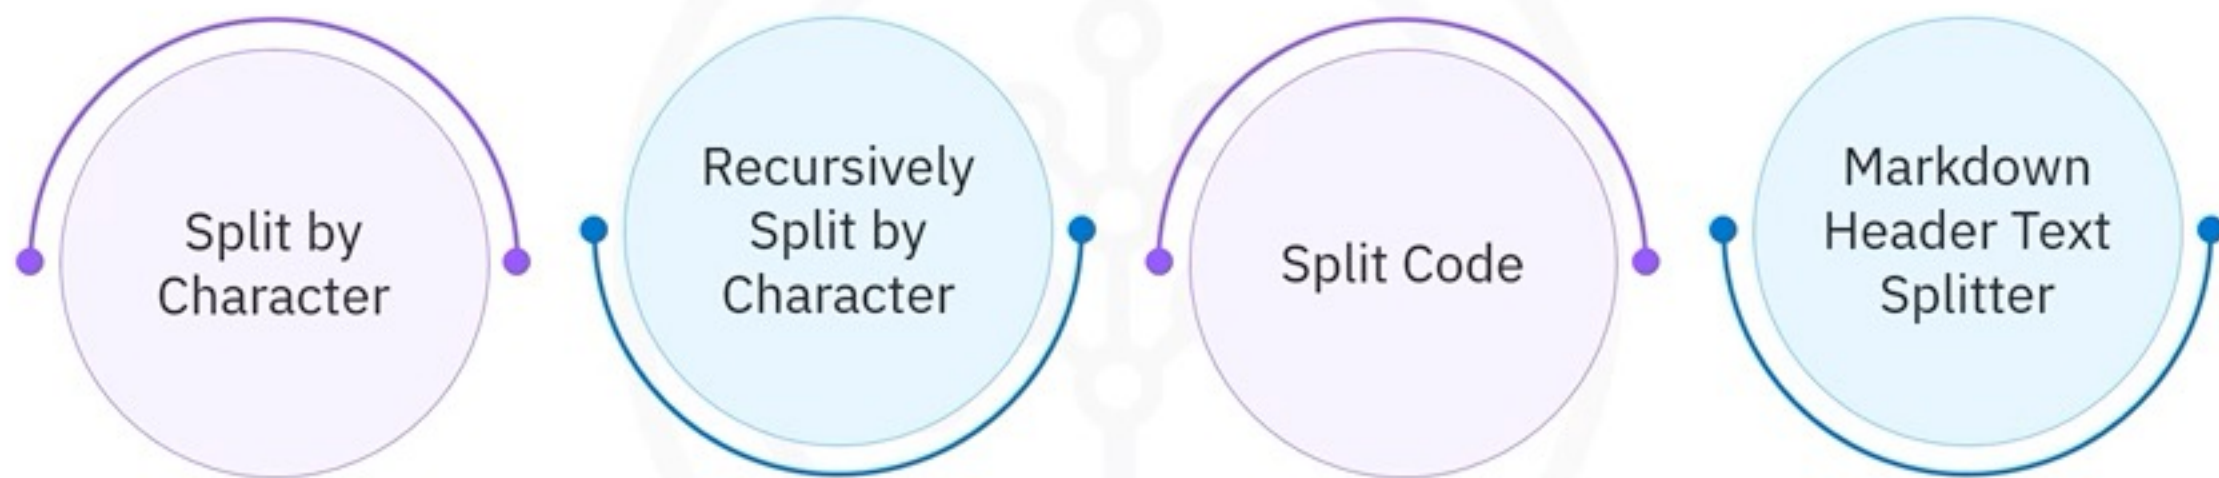 Split by
Character
Recursively
Split by
Character
Split Code
Markdown
Header Text
Splitter